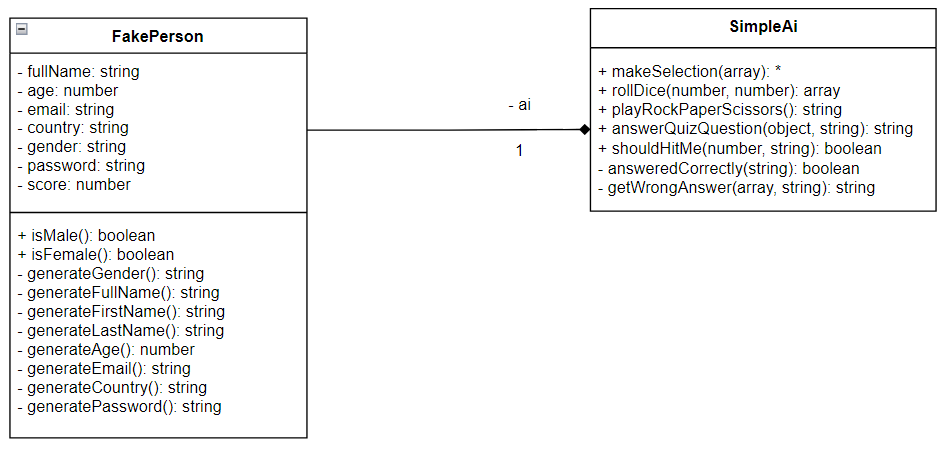 FakePerson
- fullName: string
- age: number
- email: string
- country: string
- gender: string
- password: string
- score: number
+ isMale(): boolean
+ isFemale(): boolean
- generateGender(): string
- generateFullName(): string
- generateFirstName(): string
- generateLastName(): string
- generateAge(): number
- generateEmail(): string
- generateCountry(): string
- generatePassword(): string
- ai
1
SimpleAi
+ makeSelection(array): *
+ rollDice(number, number): array
+ playRockPaperScissors(): string
+ answerQuizQuestion(object, string): string
+ shouldHitMe(number, string): boolean
- answeredCorrectly(string): boolean
- getWrongAnswer(array, string): string